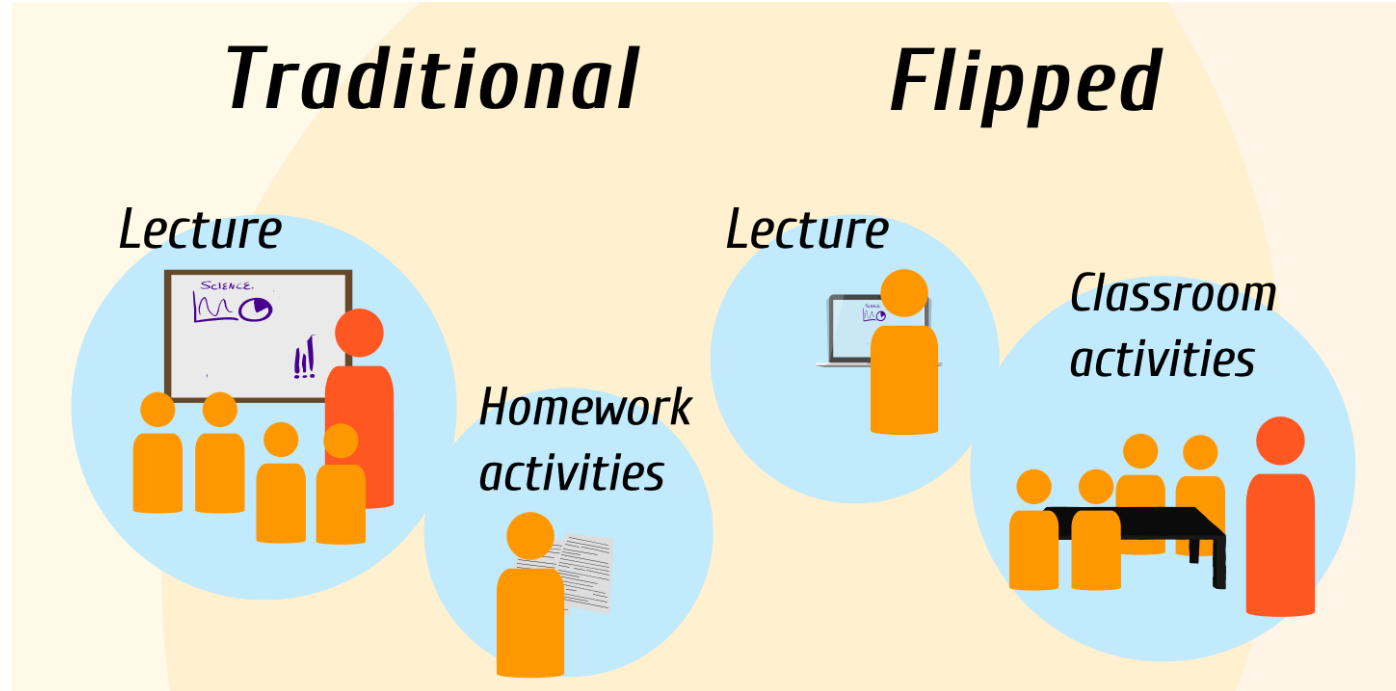 Traditional
Flipped
Lecture
SCIENCE.
Homework
activities
Lecture
Classroom
activities